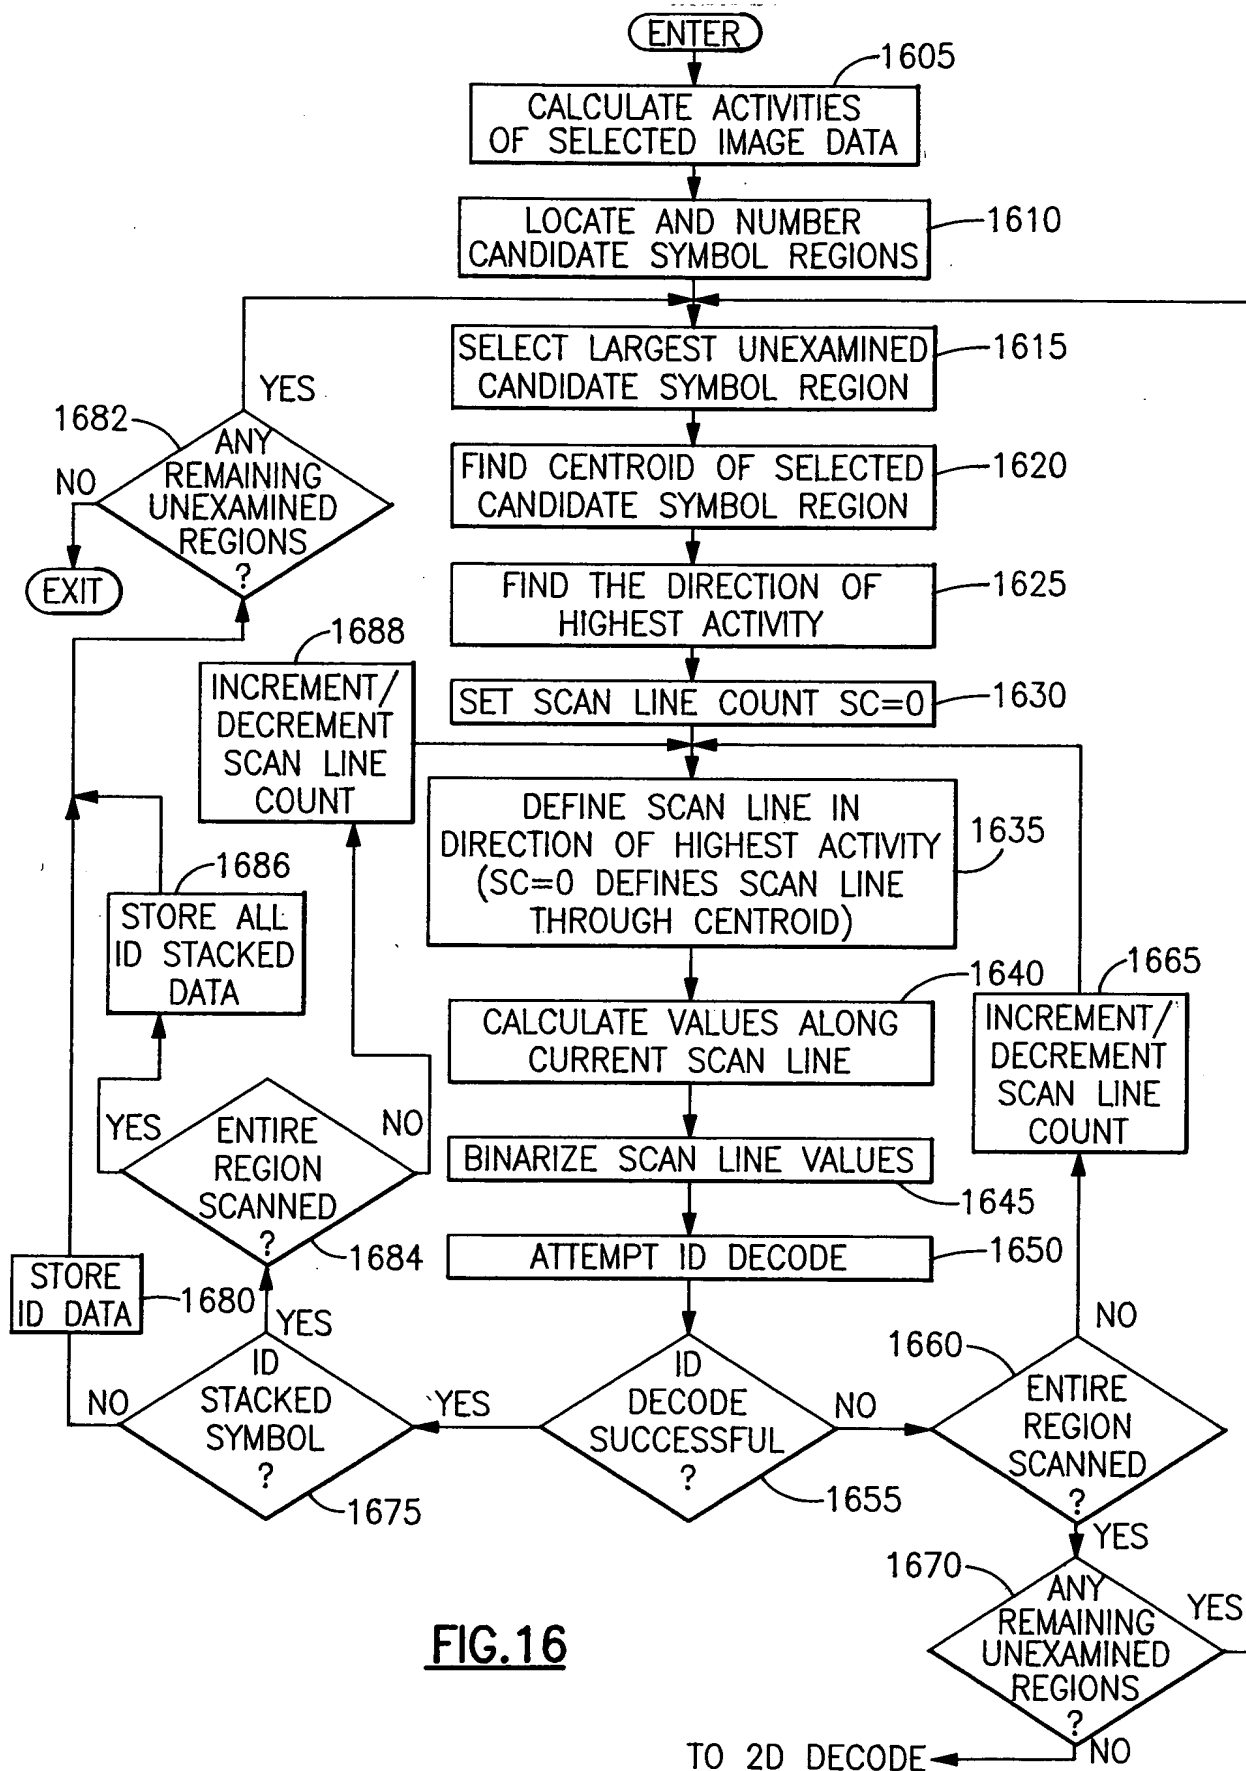 ENTER
1605
CALCULATE ACTIVITIES
OF SELECTED IMAGE DATA
LOCATE AND NUMBER
CANDIDATE SYMBOL REGIONS
1610
SELECT LARGEST UNEXAMINED
CANDIDATE SYMBOL REGION
1615
YES
1682
ANY
REMAINING
UNEXAMINED
REGIONS
?
NO
EXIT
FIND CENTROID OF SELECTED
CANDIDATE SYMBOL REGION
1620
FIND THE DIRECTION OF
HIGHEST ACTIVITY
1625
1688
INCREMENT/
DECREMENT
SCAN LINE
COUNT
SET SCAN LINE COUNT SC=0
1630
DEFINE SCAN LINE IN
DIRECTION OF HIGHEST ACTIVITY
(SC=0 DEFINES SCAN LINE
THROUGH CENTROID)
1635
1686
STORE ALL
ID STACKED
DATA
1640
CALCULATE VALUES ALONG
CURRENT SCAN LINE
1665
INCREMENT/
DECREMENT
SCAN LINE
COUNT
YES
ENTIRE
REGION
SCANNED
?
NO
1684
BINARIZE SCAN LINE VALUES
1645
ATTEMPT ID DECODE
1650
STORE
ID DATA
1680
YES
NO
ID
STACKED
SYMBOL
?
1675
YES
ID
DECODE
SUCCESSFUL
?
1655
NO
1660
NO
ENTIRE
REGION
SCANNED
?
YES
1670
ANY
REMAINING
UNEXAMINED
REGIONS
?
YES
NO
TO 2D DECODE
FIG.16